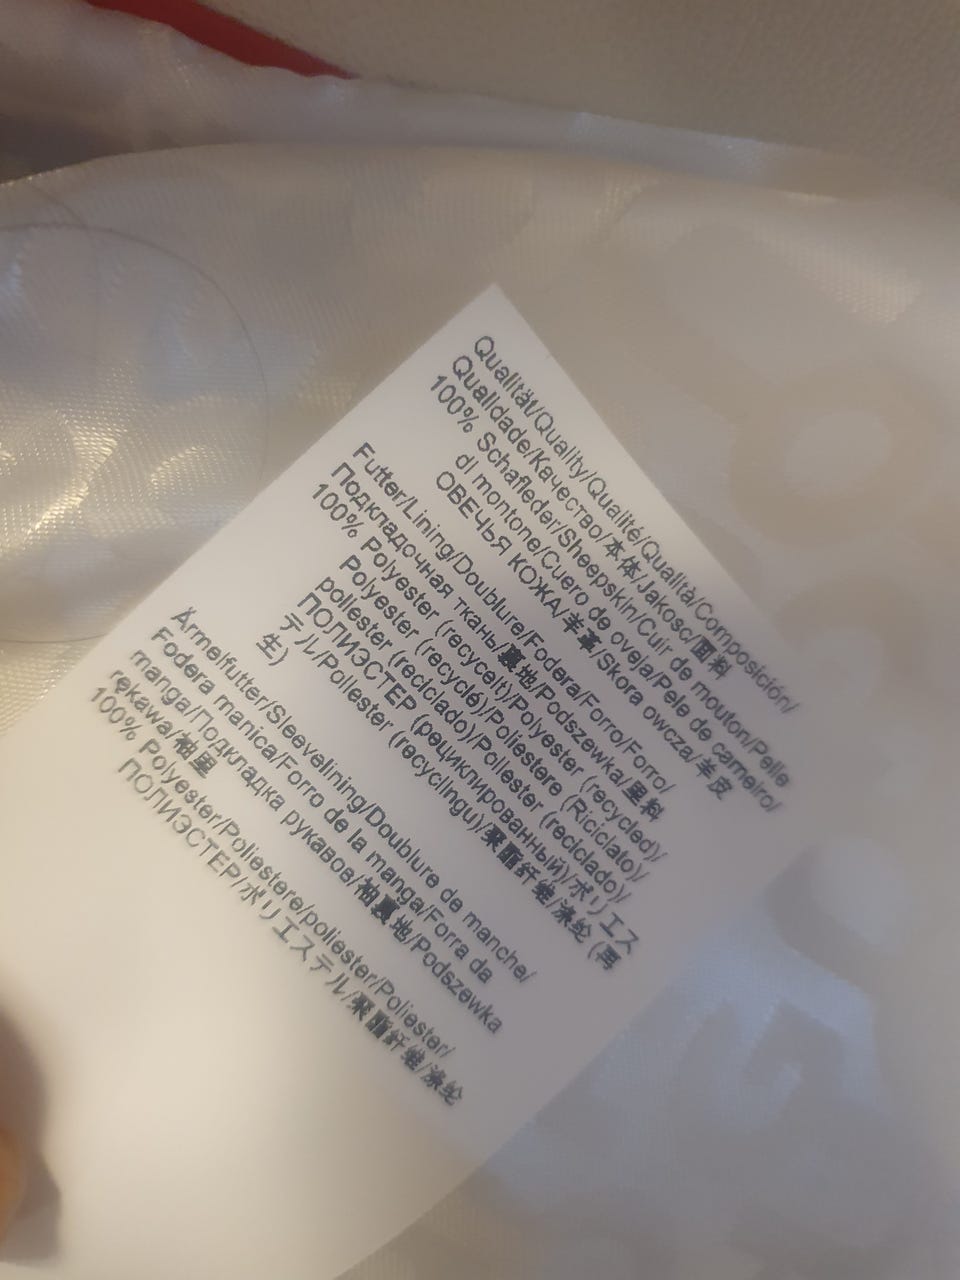 Qualität/Quality/Qualité/Qualità/Composición/
Qualidade/Качество/本体/Jakosc/面料
100% Schafleder/Sheepskin/Cuir de mouton/Pelle
di montone/Cuero de oveja/Pele de carneiro/
ОВЕЧЬЯ КОЖА/羊革/Skora owcza/羊皮
Futter/Lining/Doublure/Fodera/Forro/Forro/
Подкладочная ткань/裏地/Podszewka/里料
100% Polyester (recycelt)/Polyester (recycled)/
Polyester (recyclé)/Poliestere (Riciclato)/
poliéster (reciclado)/Poliéster (reciclado)/
ПОЛИЭСТЕР (рециклированный)/ポリエス
テル/Poliester (recyclingu)/聚酯纤维/涤纶 (再
生)
Ärmelfutter/Sleevelining/Doublure de manche/
Fodera manica/Forro de la manga/Forra da
manga/Подкладка рукавов/袖裏地/Podszewka
rękawa/袖里
100% Polyester/Poliestere/poliéster/Poliester/
ПОЛИЭСТЕР/ポリエステル/聚酯纤维/涤纶